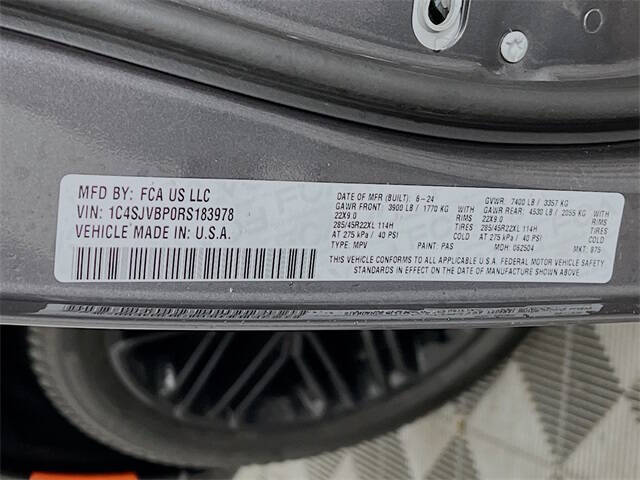 MFD BY: FCA US LLC
VIN: 1C4SJVBP0RS183978
VEHICLE MADE IN: U.S.A.
DATE OF MFR (BUILT): 6-24
GAWR FRONT: 3900 LB / 1770 KG WITH
22X9.0 RIMS
285/45R22XL 114H TIRES
AT 275 kPa / 40 PSI COLD
TYPE: MPV PAINT: PAS
GVWR: 7400 LB / 3357 KG
GAWR REAR: 4530 LB / 2055 KG WITH
22X9.0 RIMS
285/45R22XL 114H TIRES
AT 275 kPa / 40 PSI COLD
MDH: 062504 MKT: 975
THIS VEHICLE CONFORMS TO ALL APPLICABLE U.S.A. FEDERAL MOTOR VEHICLE SAFETY
STANDARDS IN EFFECT ON THE DATE OF MANUFACTURE SHOWN ABOVE.